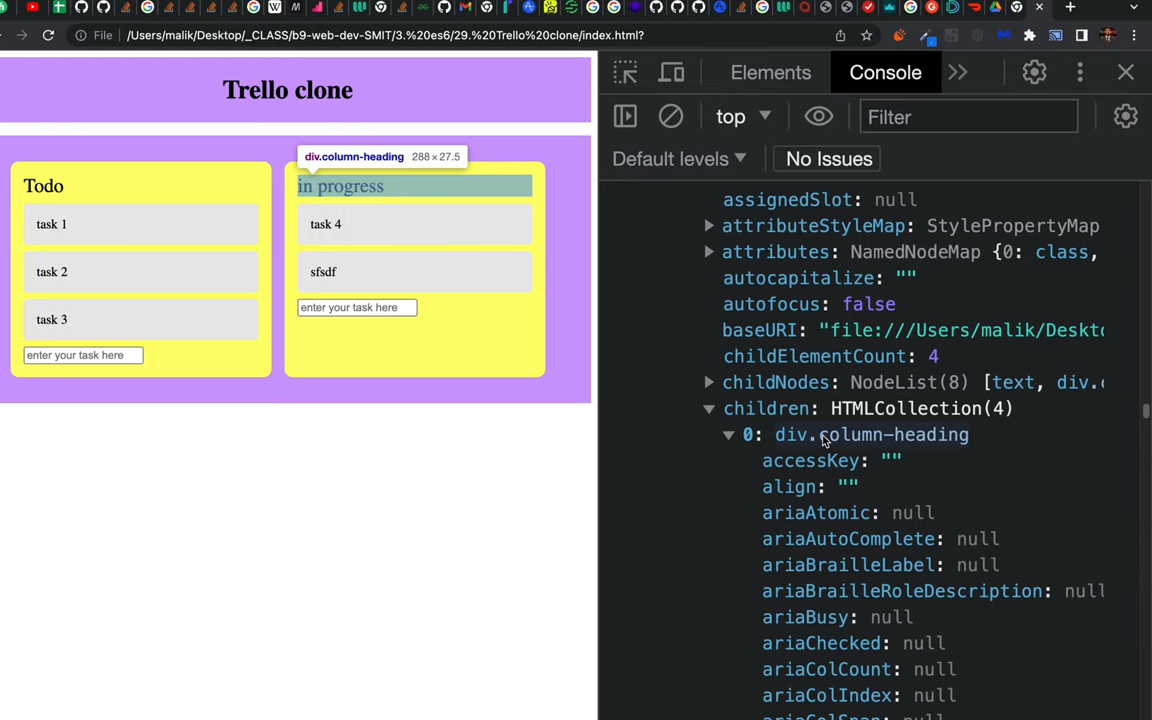 File
/Users/malik/Desktop/_CLASS/b9-web-dev-SMIT/3.%20es6/29.%20Trello%20clone/index.html?
Trello clone
div.column-heading 288 × 27.5
Todo
task 1
task 2
task 3
enter your task here
in progress
task 4
sfsdf
enter your task here
Elements
Console
top
Filter
Default levels
No Issues
assignedSlot: null
attributeStyleMap: StylePropertyMap
attributes: NamedNodeMap {0: class,
autocapitalize: ""
autofocus: false
baseURI: "file:///Users/malik/Deskto
childElementCount: 4
childNodes: NodeList(8) [text, div.c
children: HTMLCollection(4)
0: div.column-heading
accessKey: ""
align: ""
ariaAtomic: null
ariaAutoComplete: null
ariaBrailleLabel: null
ariaBrailleRoleDescription: null
ariaBusy: null
ariaChecked: null
ariaColCount: null
ariaColIndex: null